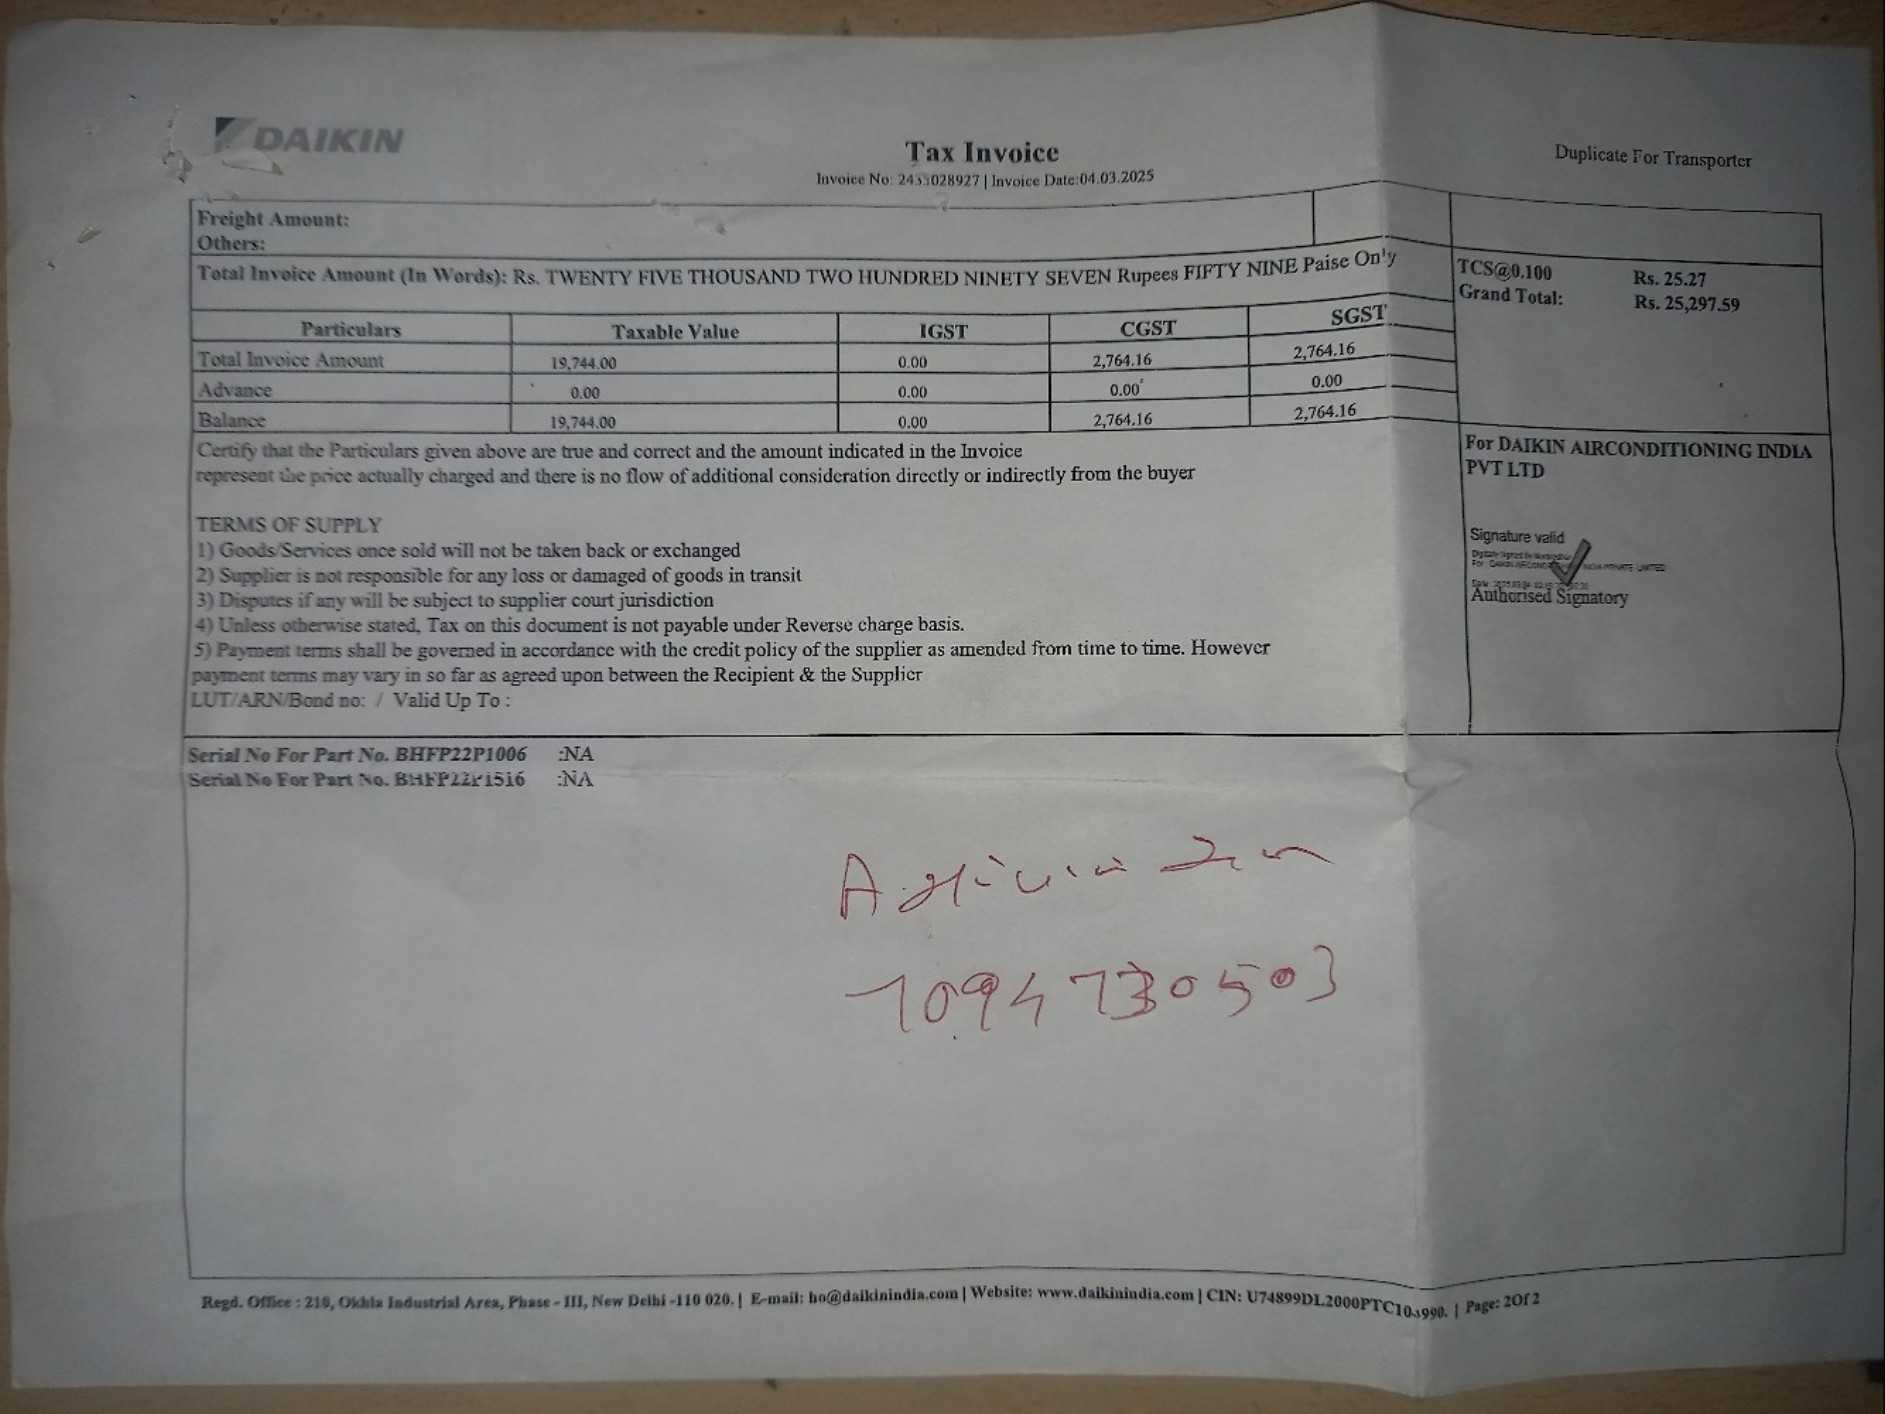 DAIKIN
Tax Invoice
Duplicate For Transporter
Invoice No: 2433028927 | Invoice Date:04.03.2025
Freight Amount:
Others:
Total Invoice Amount (In Words): Rs. TWENTY FIVE THOUSAND TWO HUNDRED NINETY SEVEN Rupees FIFTY NINE Paise Only
TCS@0.100 Rs. 25.27
Grand Total: Rs. 25,297.59
Particulars Taxable Value IGST CGST SGST
Total Invoice Amount 19,744.00 0.00 2,764.16 2,764.16
Advance 0.00 0.00 0.00 0.00
Balance 19,744.00 0.00 2,764.16 2,764.16
Certify that the Particulars given above are true and correct and the amount indicated in the Invoice
represent the price actually charged and there is no flow of additional consideration directly or indirectly from the buyer
For DAIKIN AIRCONDITIONING INDIA
PVT LTD
TERMS OF SUPPLY
1) Goods/Services once sold will not be taken back or exchanged
2) Supplier is not responsible for any loss or damaged of goods in transit
3) Disputes if any will be subject to supplier court jurisdiction
4) Unless otherwise stated, Tax on this document is not payable under Reverse charge basis.
5) Payment terms shall be governed in accordance with the credit policy of the supplier as amended from time to time. However
payment terms may vary in so far as agreed upon between the Recipient & the Supplier
LUT/ARN/Bond no: / Valid Up To :
Signature valid
Digitally Signed by
For DAIKIN INDIA PRIVATE LIMITED
Authorised Signatory
Serial No For Part No. BHFP22P1006 :NA
Serial No For Part No. BHFP22P1516 :NA
7094730503
Regd. Office : 210, Okhla Industrial Area, Phase - III, New Delhi -110 020. | E-mail: ho@daikinindia.com | Website: www.daikinindia.com | CIN: | Page: 2Of 2